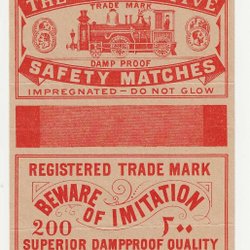 THE
TRADE MARK
DAMP PROOF
SAFETY MATCHES
IMPREGNATED – DO NOT GLOW
REGISTERED TRADE MARK
BEWARE
OF IMITATION
200 ٢٠٠
SUPERIOR DAMPPROOF QUALITY